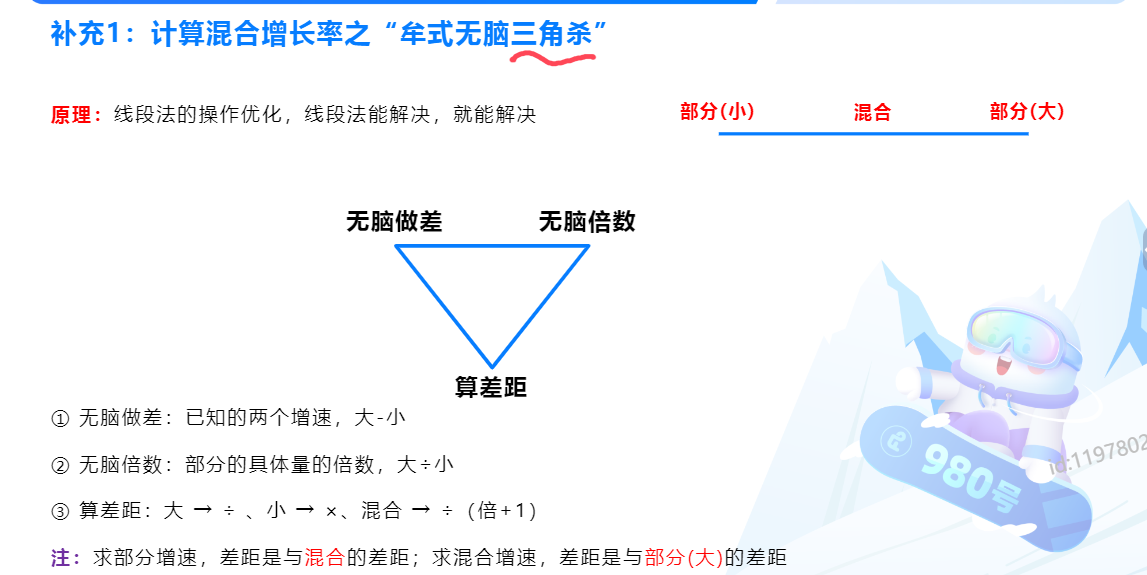 补充1：计算混合增长率之“牟式无脑三角杀”
原理：线段法的操作优化，线段法能解决，就能解决
部分(小) 混合 部分(大)
无脑做差 无脑倍数
算差距
① 无脑做差：已知的两个增速，大-小
② 无脑倍数：部分的具体量的倍数，大÷小
③ 算差距：大 → ÷ 、小 → ×、混合 → ÷（倍+1）
注：求部分增速，差距是与混合的差距；求混合增速，差距是与部分(大)的差距
980号
id:1197802